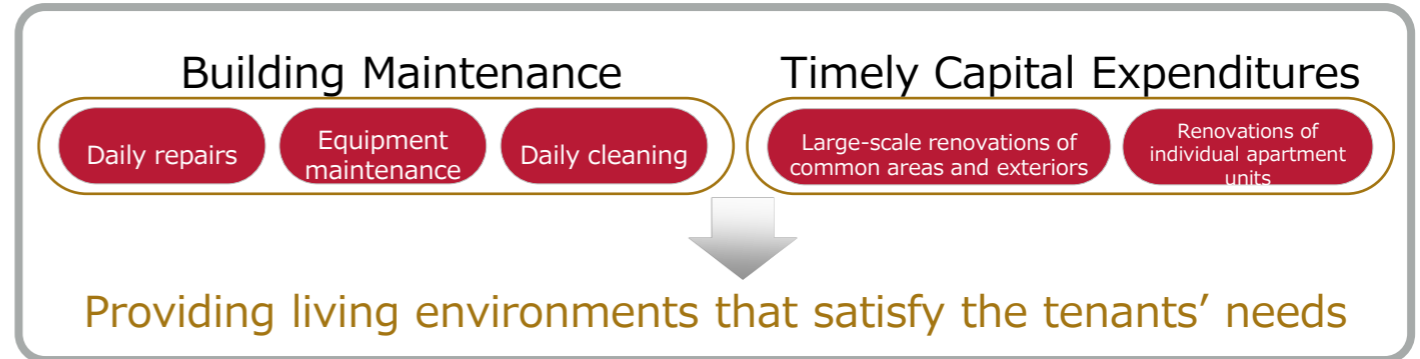 Building Maintenance
Timely Capital Expenditures
Daily repairs
Equipment
maintenance
Daily cleaning
Large-scale renovations of
common areas and exteriors
Renovations of
individual apartment
units
Providing living environments that satisfy the tenants’ needs